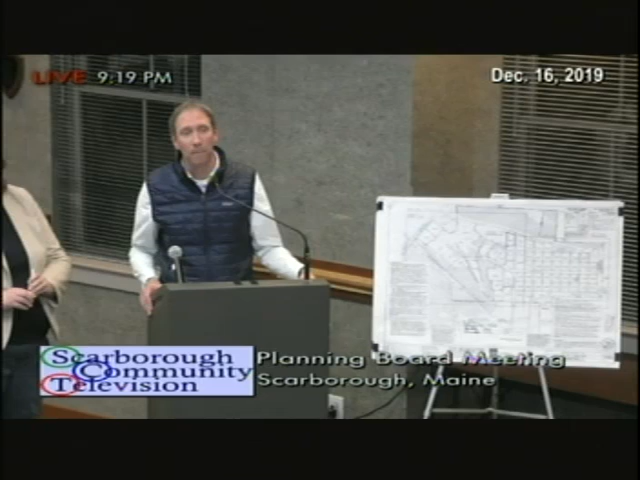 LIVE 9:19 PM
Dec. 16, 2019
Scarborough
Community
Television
Planning Board Meeting
Scarborough, Maine